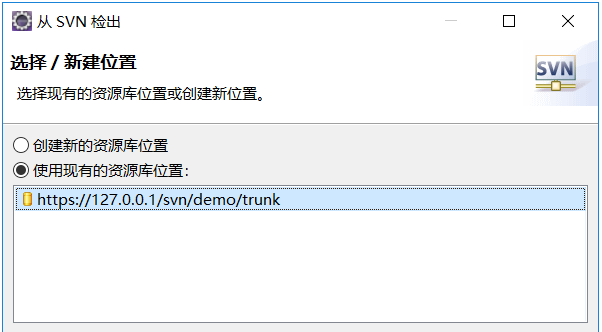 从 SVN 检出
选择 / 新建位置
选择现有的资源库位置或创建新位置。
SVN
创建新的资源库位置
使用现有的资源库位置:
https://127.0.0.1/svn/demo/trunk